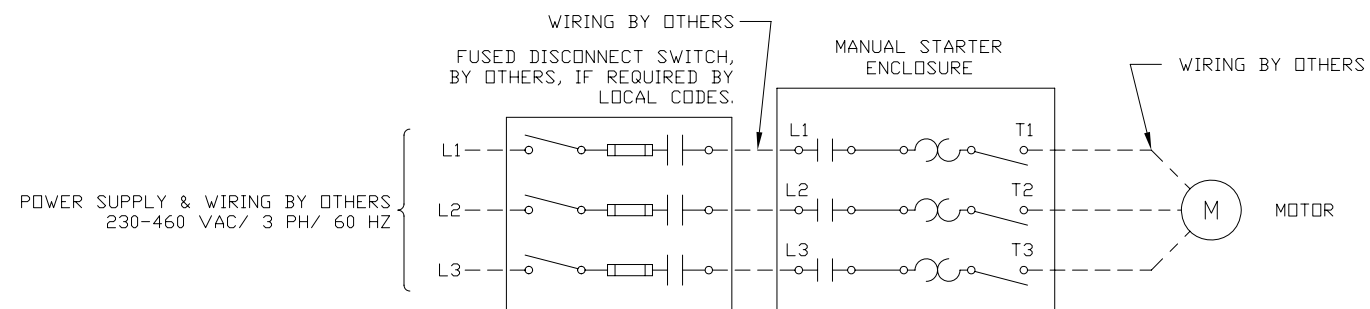 WIRING BY OTHERS
FUSED DISCONNECT SWITCH,
BY OTHERS, IF REQUIRED BY
LOCAL CODES.
MANUAL STARTER
ENCLOSURE
WIRING BY OTHERS
L1
L1
T1
POWER SUPPLY & WIRING BY OTHERS
230-460 VAC/ 3 PH/ 60 HZ
L2
L2
T2
M
MOTOR
L3
L3
T3